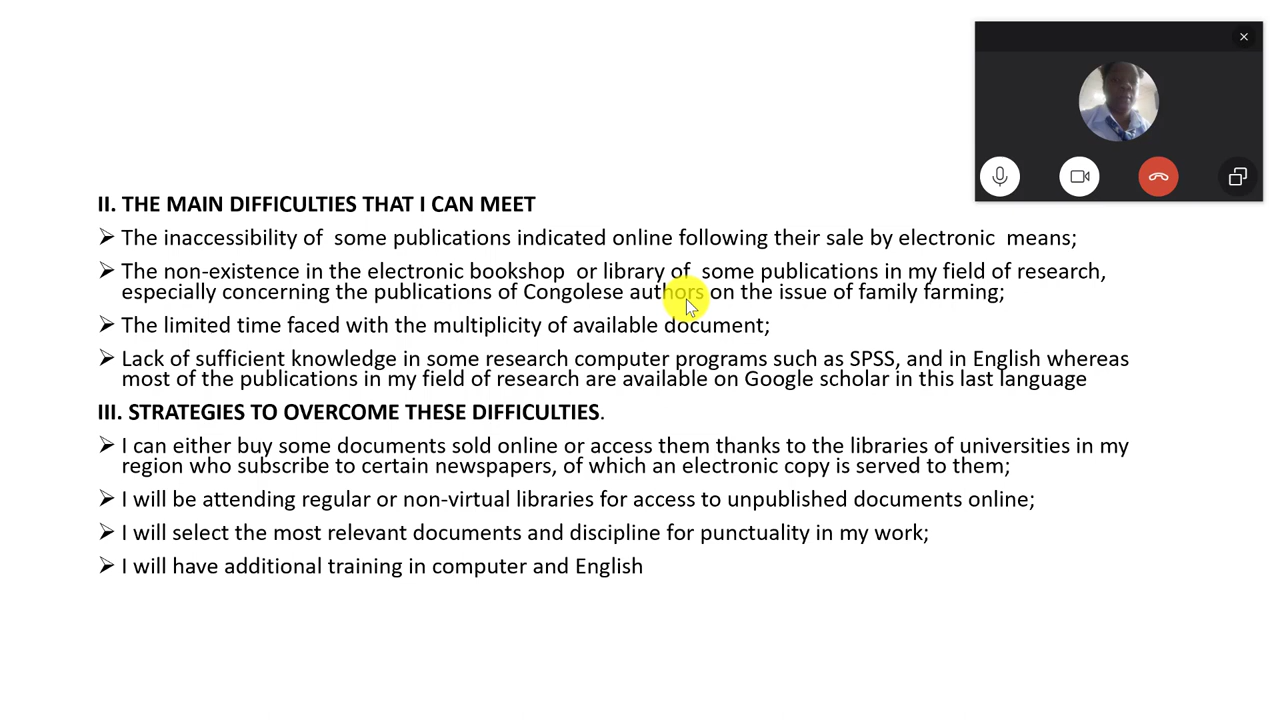 II. THE MAIN DIFFICULTIES THAT I CAN MEET
➢ The inaccessibility of some publications indicated online following their sale by electronic means;
➢ The non-existence in the electronic bookshop or library of some publications in my field of research,
especially concerning the publications of Congolese authors on the issue of family farming;
➢ The limited time faced with the multiplicity of available document;
➢ Lack of sufficient knowledge in some research computer programs such as SPSS, and in English whereas
most of the publications in my field of research are available on Google scholar in this last language
III. STRATEGIES TO OVERCOME THESE DIFFICULTIES.
➢ I can either buy some documents sold online or access them thanks to the libraries of universities in my
region who subscribe to certain newspapers, of which an electronic copy is served to them;
➢ I will be attending regular or non-virtual libraries for access to unpublished documents online;
➢ I will select the most relevant documents and discipline for punctuality in my work;
➢ I will have additional training in computer and English